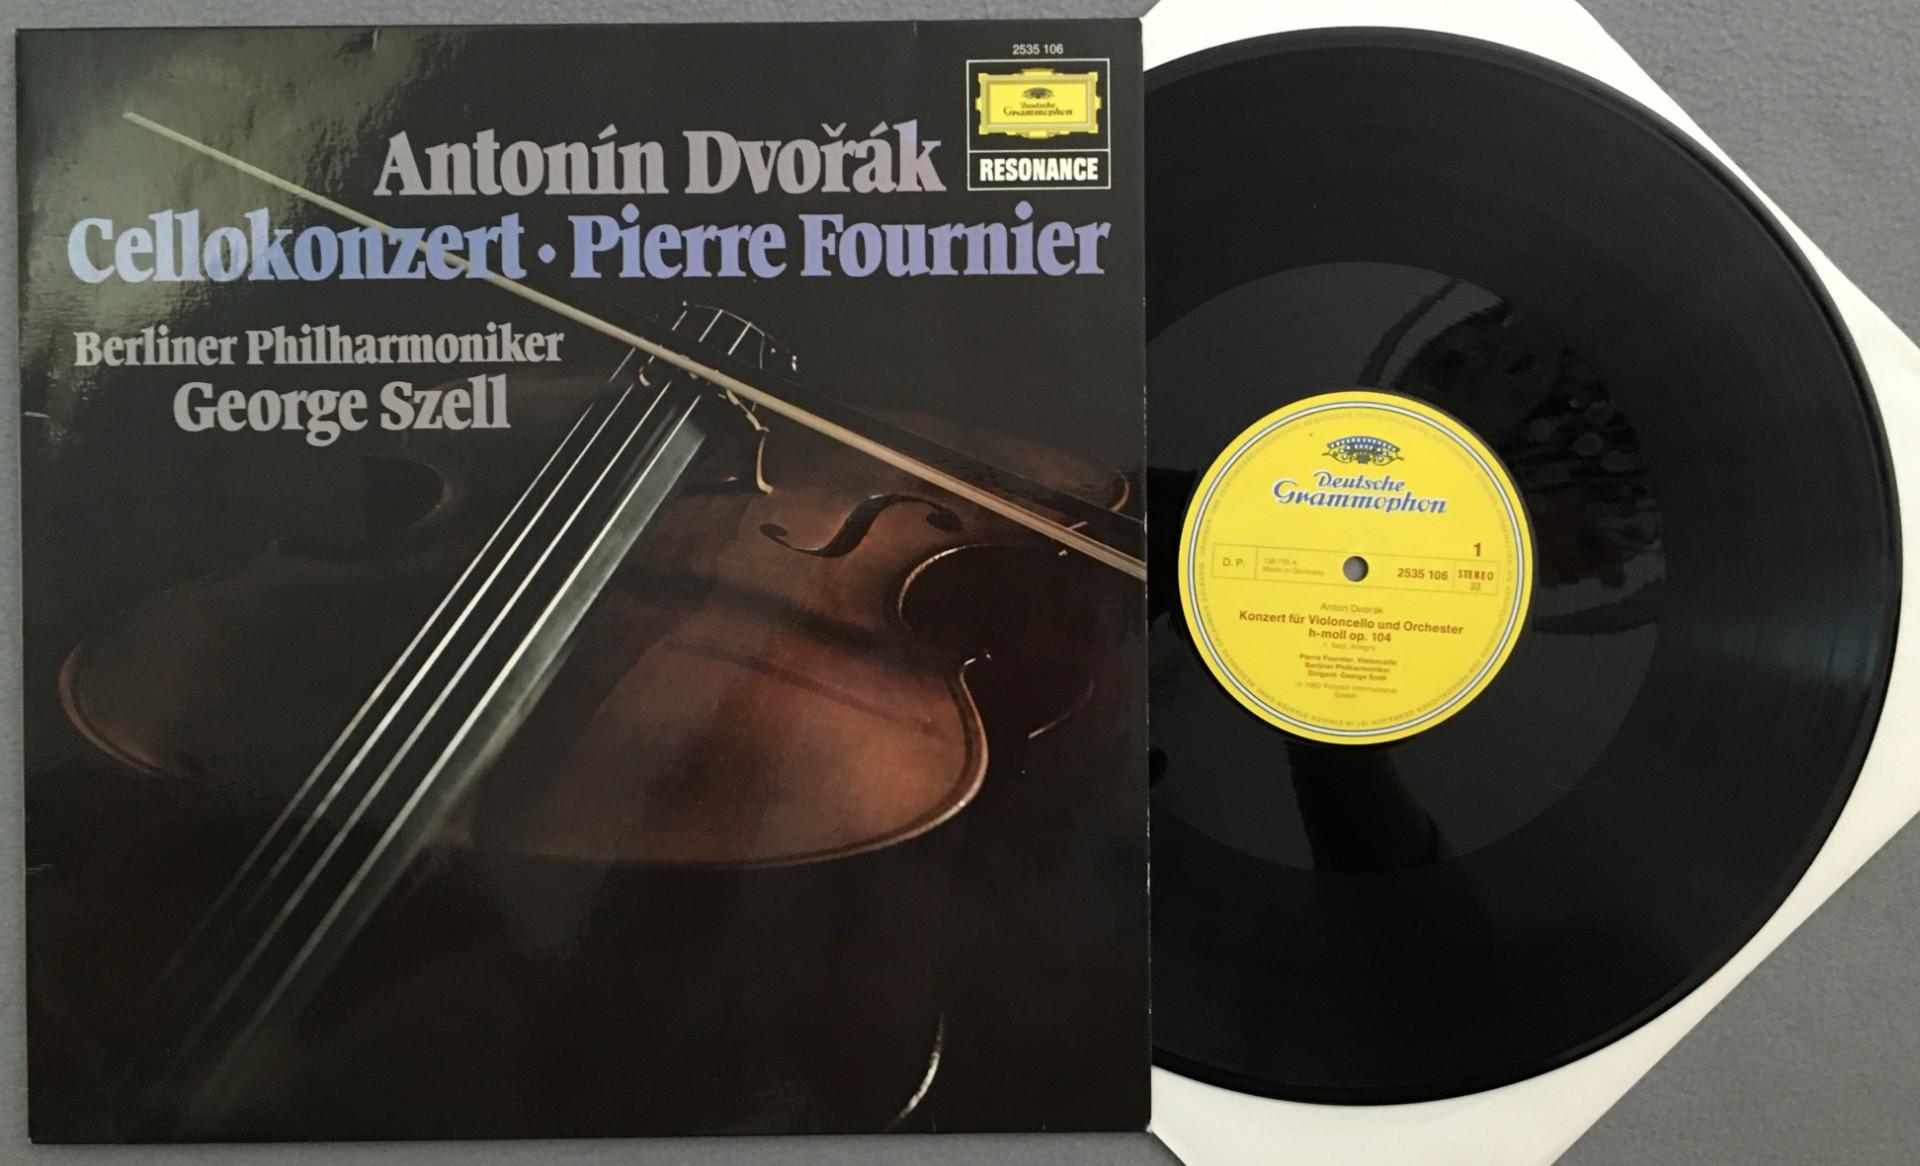 2535 106
Deutsche
Grammophon
RESONANCE
Antonín Dvořák
Cellokonzert · Pierre Fournier
Berliner Philharmoniker
George Szell
Deutsche
Grammophon
1
D. P.
Made in Germany
2535 106
STEREO
33
Anton Dvorák
Konzert für Violoncello und Orchester
h-moll op. 104
1. Satz: Allegro
Pierre Fournier, Violoncello
Berliner Philharmoniker
Dirigent: George Szell
℗ 1962 Polydor International
GmbH